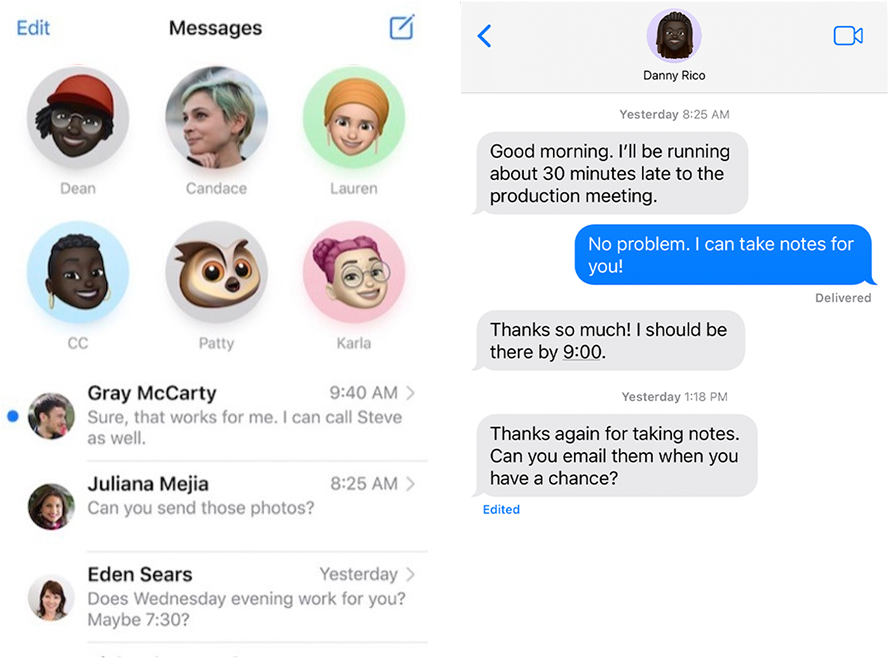 Edit
Messages
Dean
Candace
Lauren
CC
Patty
Karla
Gray McCarty
9:40 AM
Sure, that works for me. I can call Steve
as well.
Juliana Mejia
8:25 AM
Can you send those photos?
Eden Sears
Yesterday
Does Wednesday evening work for you?
Maybe 7:30?
Danny Rico
Yesterday 8:25 AM
Good morning. I’ll be running
about 30 minutes late to the
production meeting.
No problem. I can take notes for
you!
Delivered
Thanks so much! I should be
there by 9:00.
Yesterday 1:18 PM
Thanks again for taking notes.
Can you email them when you
have a chance?
Edited